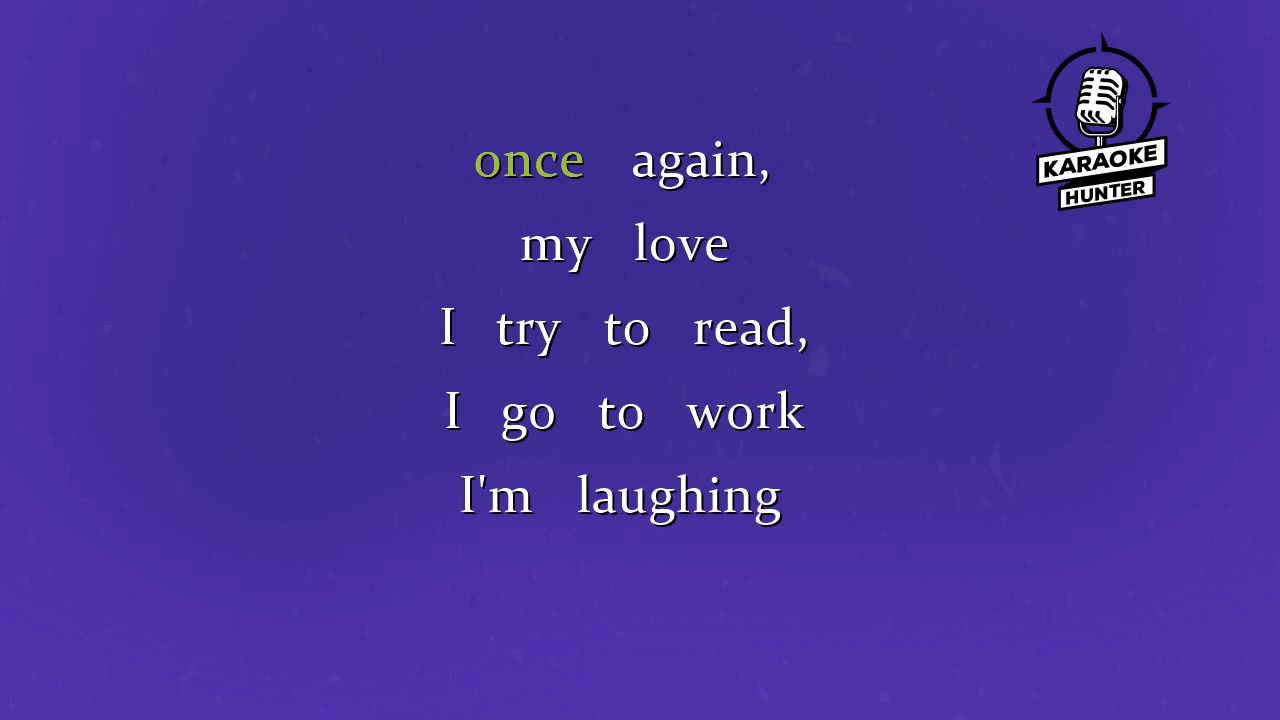 once again,
my love
I try to read,
I go to work
I'm laughing
KARAOKE
HUNTER